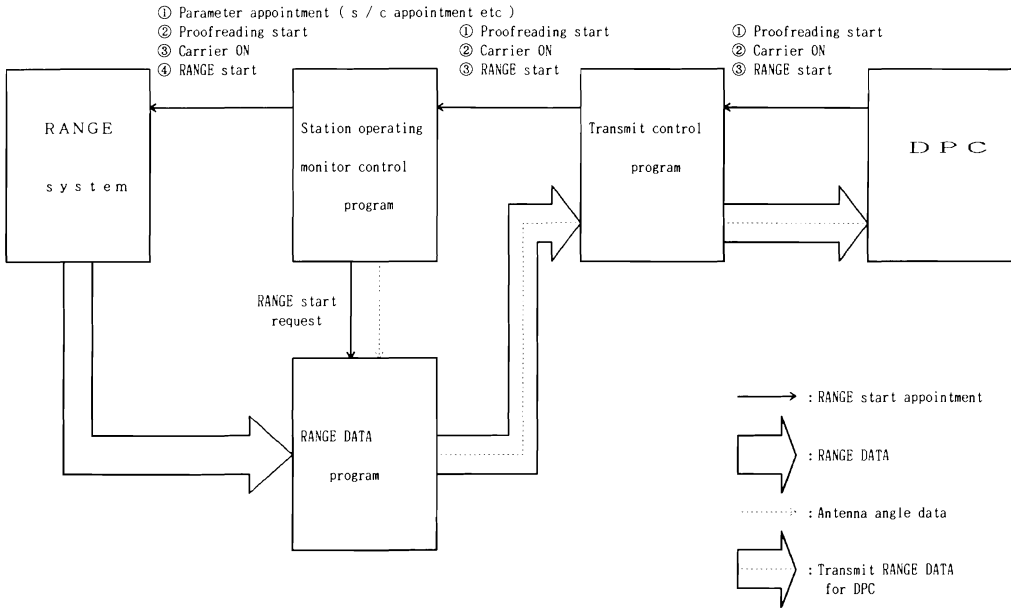 ① Parameter appointment ( s / c appointment etc )
② Proofreading start
③ Carrier ON
④ RANGE start
① Proofreading start
② Carrier ON
③ RANGE start
① Proofreading start
② Carrier ON
③ RANGE start
RANGE
system
Station operating
monitor control
program
Transmit control
program
DPC
RANGE start
request
RANGE DATA
program
: RANGE start appointment
: RANGE DATA
: Antenna angle data
: Transmit RANGE DATA
for DPC